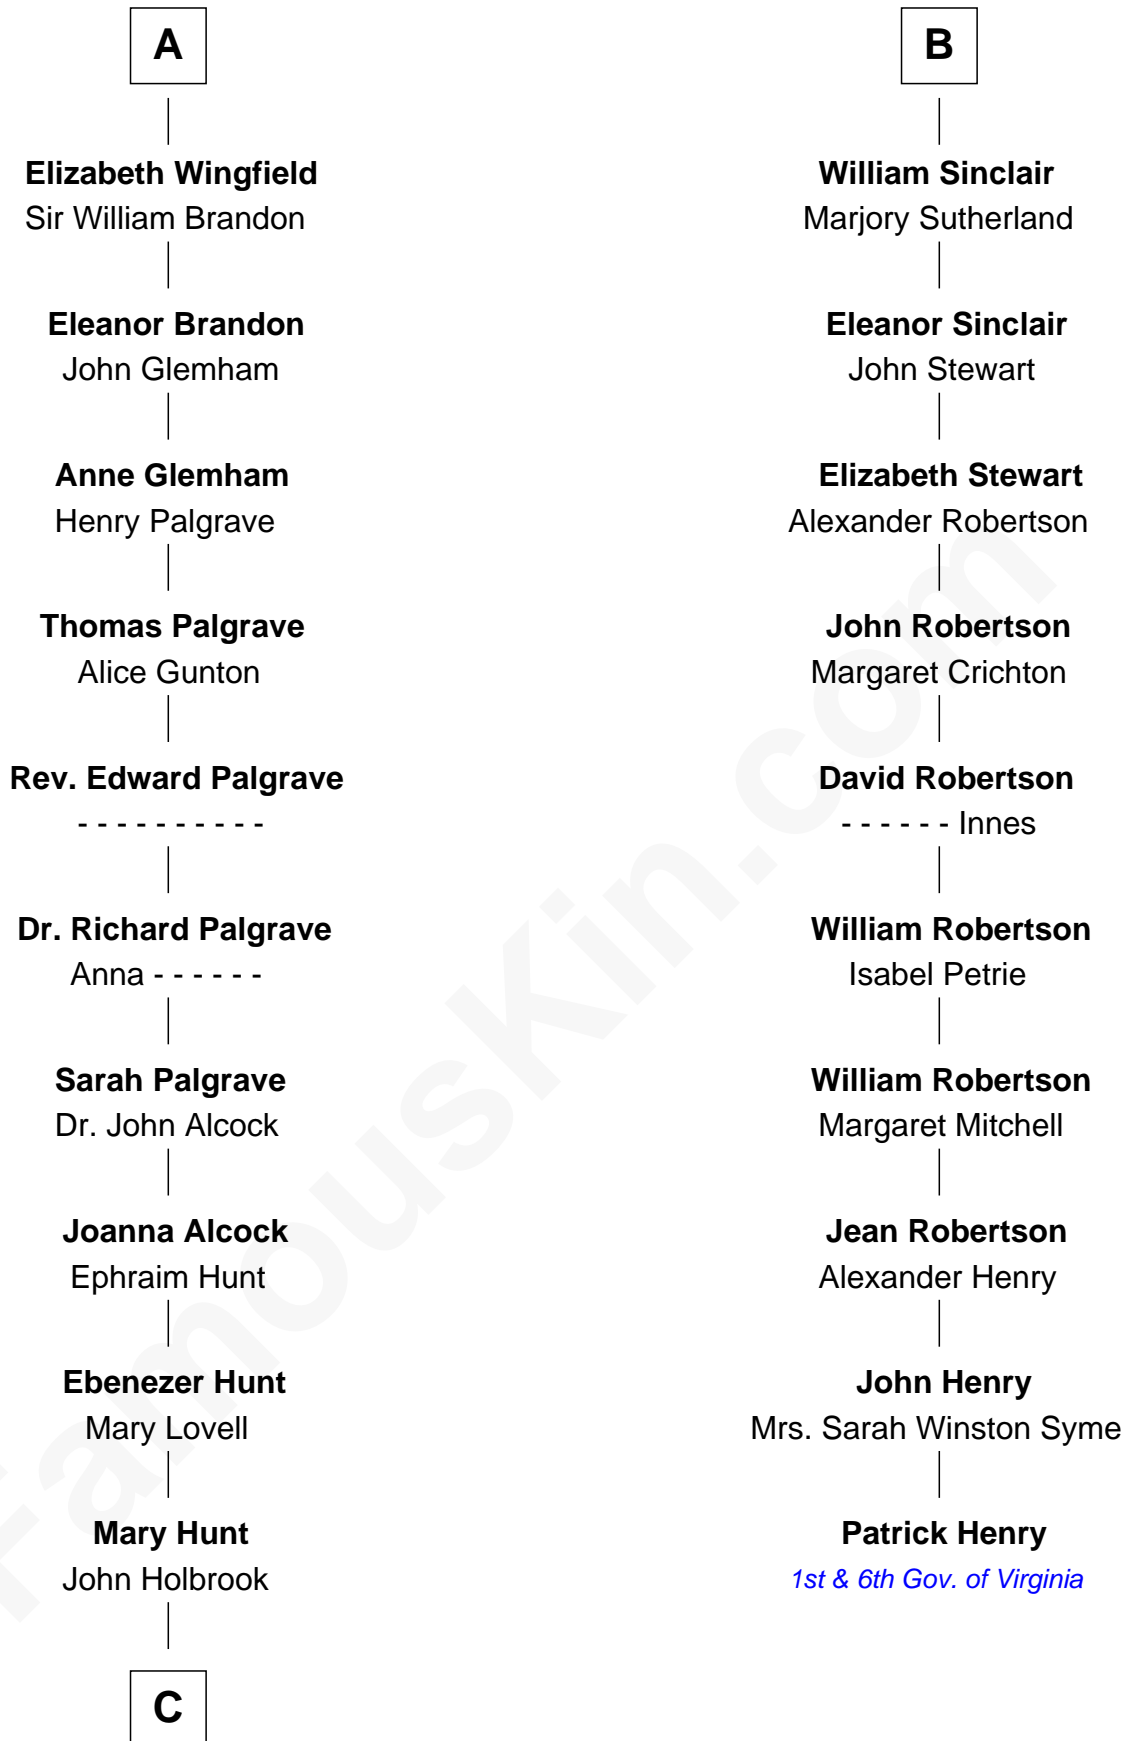 A
Elizabeth Wingfield
Sir William Brandon
Eleanor Brandon
John Glemham
Anne Glemham
Henry Palgrave
Thomas Palgrave
Alice Gunton
Rev. Edward Palgrave
- - - - - - - - - -
Dr. Richard Palgrave
Anna - - - - - -
Sarah Palgrave
Dr. John Alcock
Joanna Alcock
Ephraim Hunt
Ebenezer Hunt
Mary Lovell
Mary Hunt
John Holbrook
C
B
William Sinclair
Marjory Sutherland
Eleanor Sinclair
John Stewart
Elizabeth Stewart
Alexander Robertson
John Robertson
Margaret Crichton
David Robertson
- - - - - - Innes
William Robertson
Isabel Petrie
William Robertson
Margaret Mitchell
Jean Robertson
Alexander Henry
John Henry
Mrs. Sarah Winston Syme
Patrick Henry
1st & 6th Gov. of Virginia
FamousKin.com